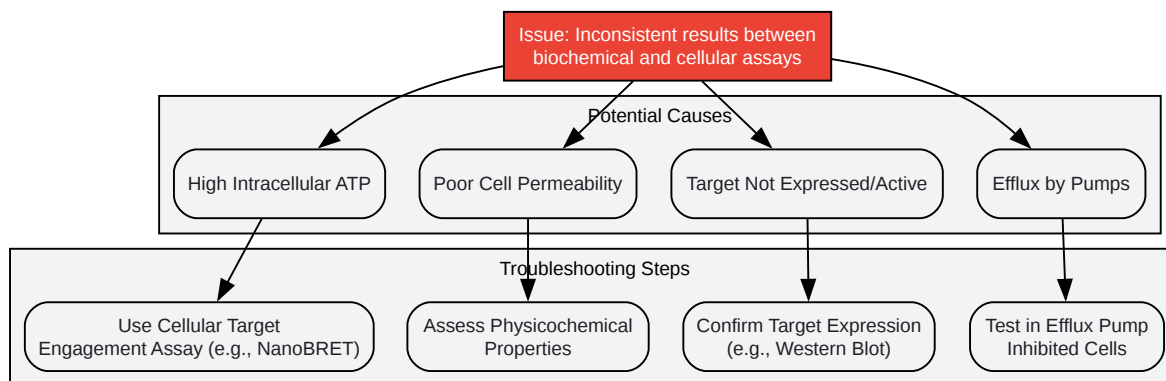 Issue: Inconsistent results between
biochemical and cellular assays
Potential Causes
High Intracellular ATP
Poor Cell Permeability
Target Not Expressed/Active
Efflux by Pumps
Troubleshooting Steps
Use Cellular Target
Engagement Assay (e.g., NanoBRET)
Assess Physicochemical
Properties
Confirm Target Expression
(e.g., Western Blot)
Test in Efflux Pump
Inhibited Cells